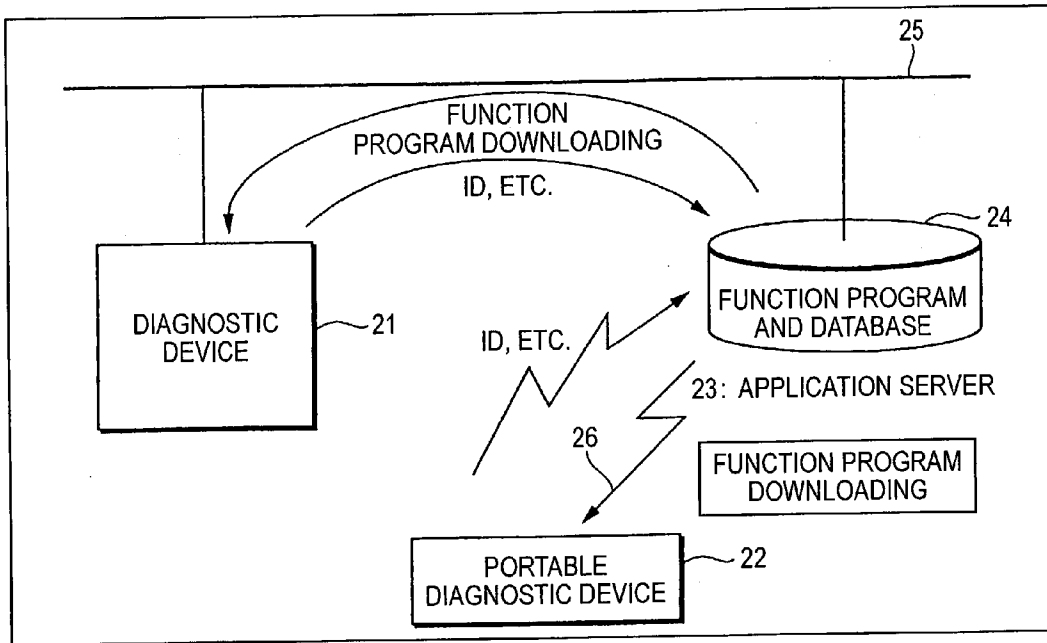 25
FUNCTION
PROGRAM DOWNLOADING
ID, ETC.
24
DIAGNOSTIC
DEVICE
21
FUNCTION PROGRAM
AND DATABASE
ID, ETC.
23: APPLICATION SERVER
26
FUNCTION PROGRAM
DOWNLOADING
PORTABLE
DIAGNOSTIC DEVICE
22